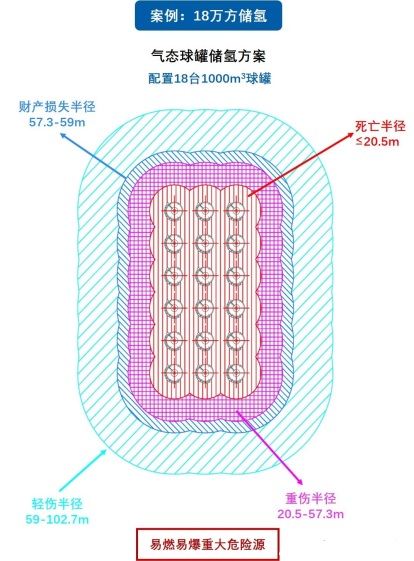 案例：18万方储氢
气态球罐储氢方案
配置18台1000m³球罐
财产损失半径
57.3-59m
死亡半径
≤20.5m
轻伤半径
59-102.7m
重伤半径
20.5-57.3m
易燃易爆重大危险源